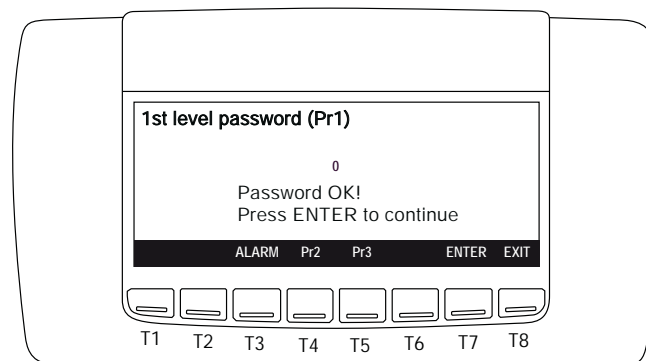 1st level password (Pr1)
0
Password OK!
Press ENTER to continue
ALARM Pr2 Pr3 ENTER EXIT
T1 T2 T3 T4 T5 T6 T7 T8